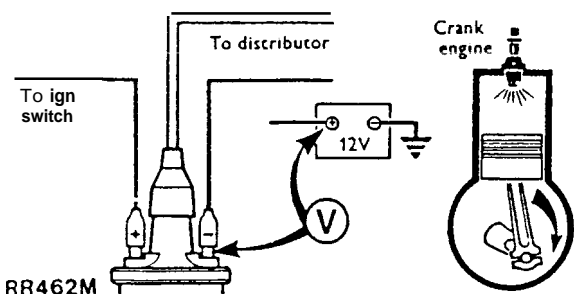 To distributor
Crank
engine
To ign
switch
+ -
12V
V
+ -
RR462M